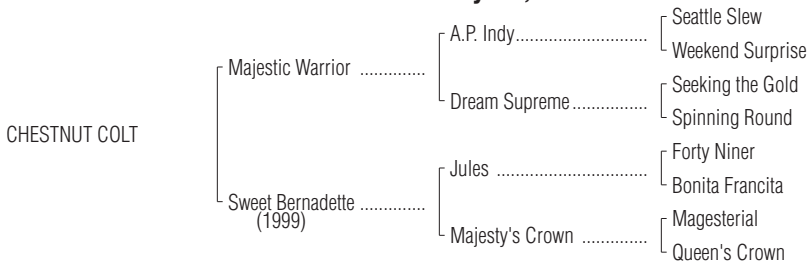 Seattle Slew
A.P. Indy..............................
Weekend Surprise
Majestic Warrior ..............
Seeking the Gold
Dream Supreme................
Spinning Round
CHESTNUT COLT
Forty Niner
Jules ................................
Bonita Francita
Sweet Bernadette ..............
(1999)
Magesterial
Majesty's Crown ..............
Queen's Crown